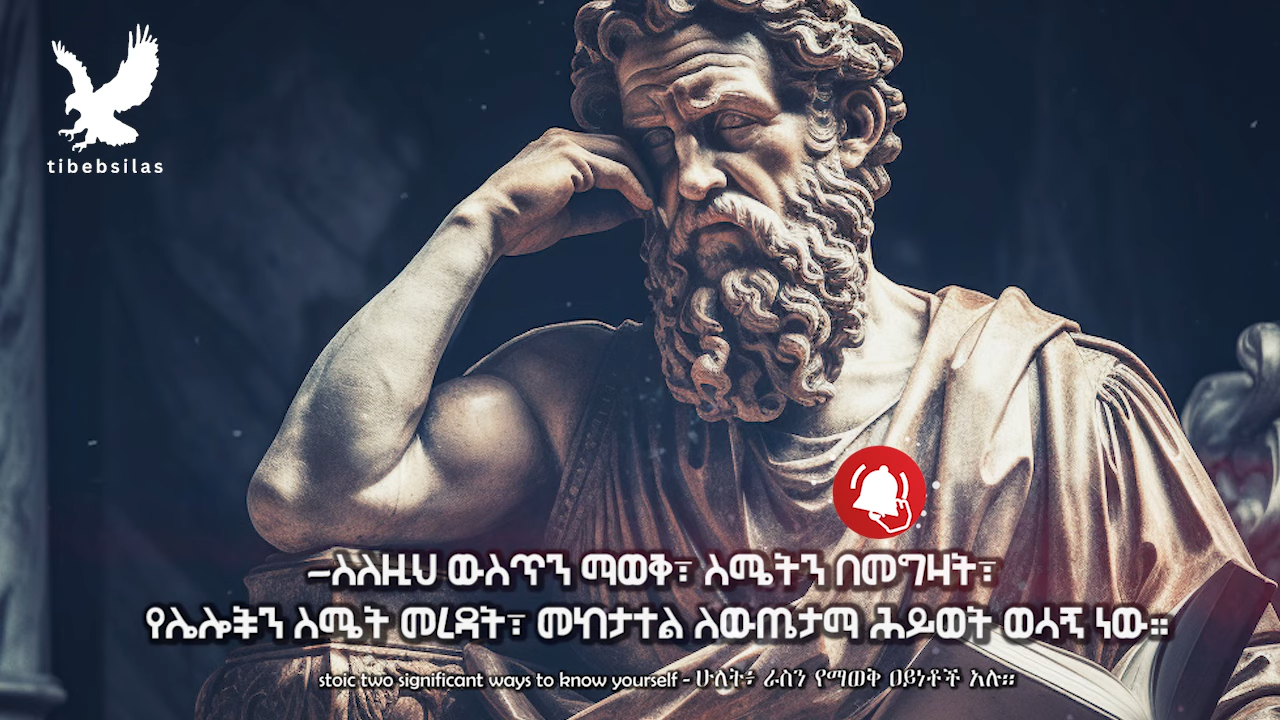 tibebsilas
–ስለዚህ ውስጥን ማወቅ፣ ስሜትን በመግዛት፣
የሌሎችን ስሜት መረዳት፣ መከታተል ለውጤታማ ሕይወት ወሳኝ ነው።
stoic two significant ways to know yourself - ሁለት፥ ራስን የማወቅ ዐይነቶች አሉ።